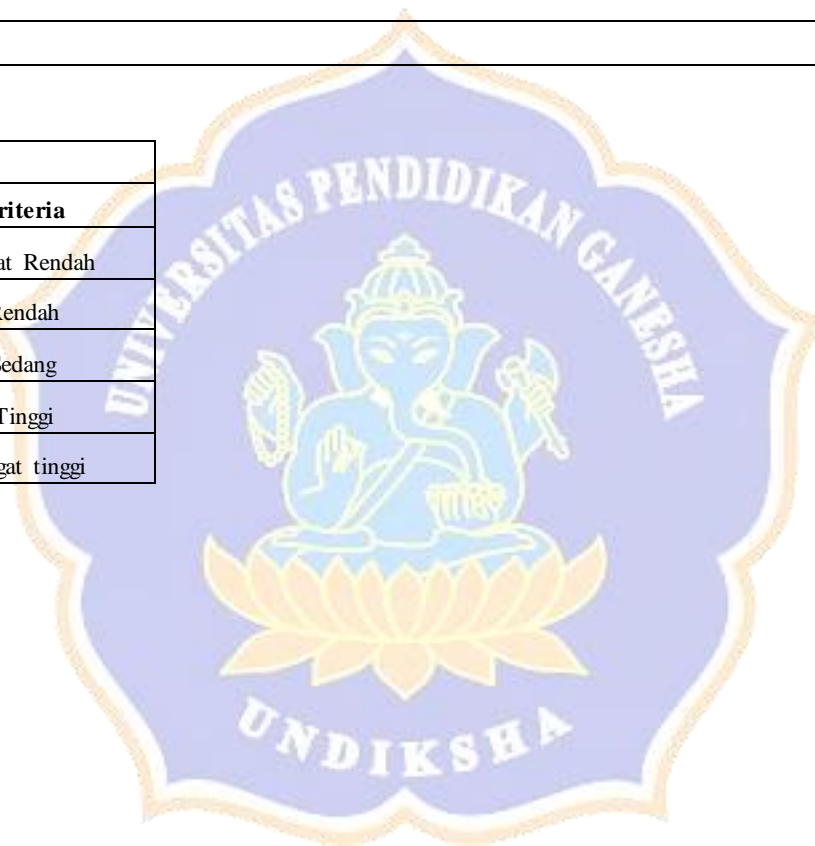 riteria
at Rendah
Rendah
Sedang
Tinggi
gat tinggi
UNIVERSITAS PENDIDIKAN GANESHA
UNDIKSHA